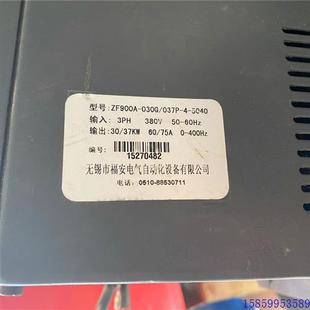 型号: ZF900A-030G/037P-4-5040
输入: 3PH 380V 50-60Hz
输出: 30/37KW 60/75A 0-400Hz
编号:
15270482
无锡市福安电气自动化设备有限公司
电话: 0510-88530711
15859953589